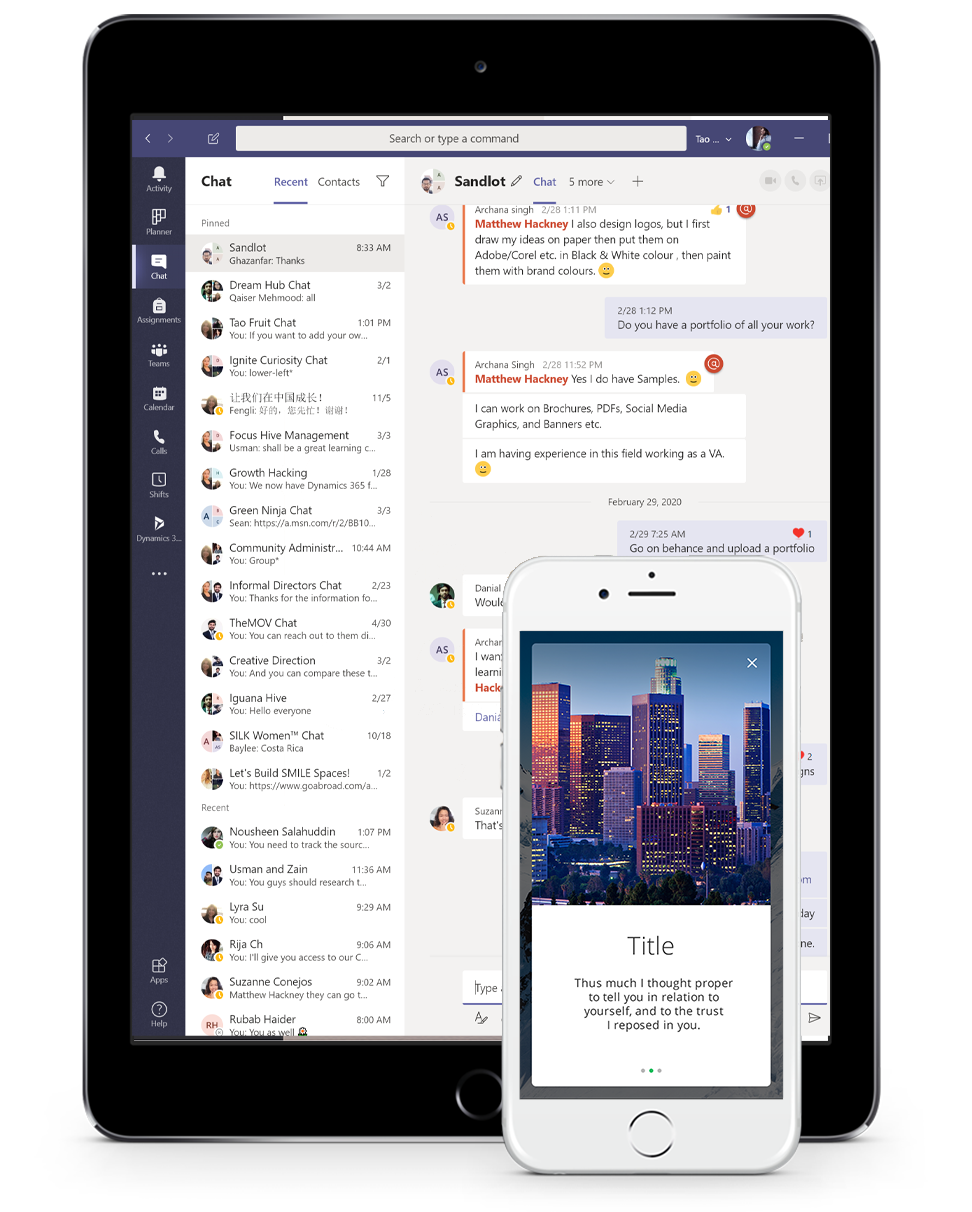 Search or type a command
Tao ...
Activity
Planner
Chat
Assignments
Teams
Calendar
Calls
Shifts
Dynamics 3...
Apps
Help
Chat
Recent
Contacts
Pinned
Sandlot 8:33 AM
Ghazanfar: Thanks
Dream Hub Chat 3/2
Qaiser Mehmood: all
Tao Fruit Chat 1:01 PM
You: If you want to add your ow...
Ignite Curiosity Chat 2/1
You: lower-left*
让我们在中国成长！ 11/5
Fengli: 好的，您先忙！谢谢！
Focus Hive Management 3/3
Usman: shall be a great learning c...
Growth Hacking 1/28
You: We now have Dynamics 365 f...
Green Ninja Chat 3/3
Sean: https://a.msn.com/r/2/BB10...
Community Administr... 10:44 AM
You: Group*
Informal Directors Chat 2/23
You: Thanks for the information fo...
TheMOV Chat 4/30
You: You can reach out to them di...
Creative Direction 3/2
You: And you can compare these t...
Iguana Hive 2/27
You: Hello everyone
SILK Women™ Chat 10/18
Baylee: Costa Rica
Let's Build SMILE Spaces! 1/2
You: https://www.goabroad.com/a...
Recent
Nousheen Salahuddin 1:07 PM
You: You need to track the sourc...
Usman and Zain 11:36 AM
You: You guys should research t...
Lyra Su 9:29 AM
You: cool
Rija Ch 9:06 AM
You: I'll give you access to our C...
Suzanne Conejos 9:02 AM
Matthew Hackney they can go t...
RH
Rubab Haider 8:00 AM
You: You as well
Sandlot
Chat
5 more
AS
Archana singh 2/28 1:11 PM
1
Matthew Hackney I also design logos, but I first
draw my ideas on paper then put them on
Adobe/Corel etc. in Black & White colour , then paint
them with brand colours.
2/28 1:12 PM
Do you have a portfolio of all your work?
AS
Archana Singh 2/28 11:52 PM
Matthew Hackney Yes I do have Samples.
I can work on Brochures, PDFs, Social Media
Graphics, and Banners etc.
I am having experience in this field working as a VA.
February 29, 2020
2/29 7:25 AM
1
Go on behance and upload a portfolio
Danial
AS
I
Hack
2
That's
Type
Title
Thus much I thought proper
to tell you in relation to
yourself, and to the trust
I reposed in you.